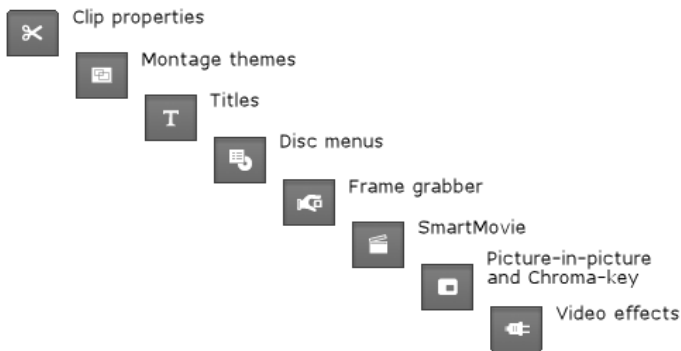 Clip properties
Montage themes
Titles
Disc menus
Frame grabber
SmartMovie
Picture-in-picture
and Chroma-key
Video effects